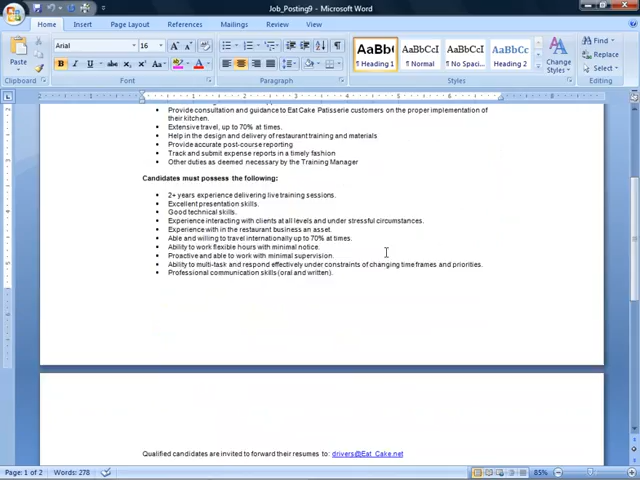 Job_Posting9 - Microsoft Word
Home Insert Page Layout References Mailings Review View
Paste
Arial 16
Clipboard Font Paragraph Styles Editing
AaBb( AaBbCcI AaBbCcI AaBbCc
¶ Heading 1 ¶ Normal ¶ No Spaci... Heading 2
Change
Styles
Find
Replace
Select
• Provide consultation and guidance to Eat Cake Patisserie customers on the proper implementation of
their kitchen.
• Extensive travel, up to 70% at times.
• Help in the design and delivery of restaurant training and materials
• Provide accurate post-course reporting
• Track and submit expense reports in a timely fashion
• Other duties as deemed necessary by the Training Manager
Candidates must possess the following:
• 2+ years experience delivering live training sessions.
• Excellent presentation skills.
• Good technical skills.
• Experience interacting with clients at all levels and under stressful circumstances.
• Experience with in the restaurant business an asset.
• Able and willing to travel internationally up to 70% at times.
• Ability to work flexible hours with minimal notice.
• Proactive and able to work with minimal supervision.
• Ability to multi-task and respond effectively under constraints of changing timeframes and priorities.
• Professional communication skills (oral and written).
Qualified candidates are invited to forward their resumes to: drivers@Eat_Cake.net
Page: 1 of 2 Words: 278 85%